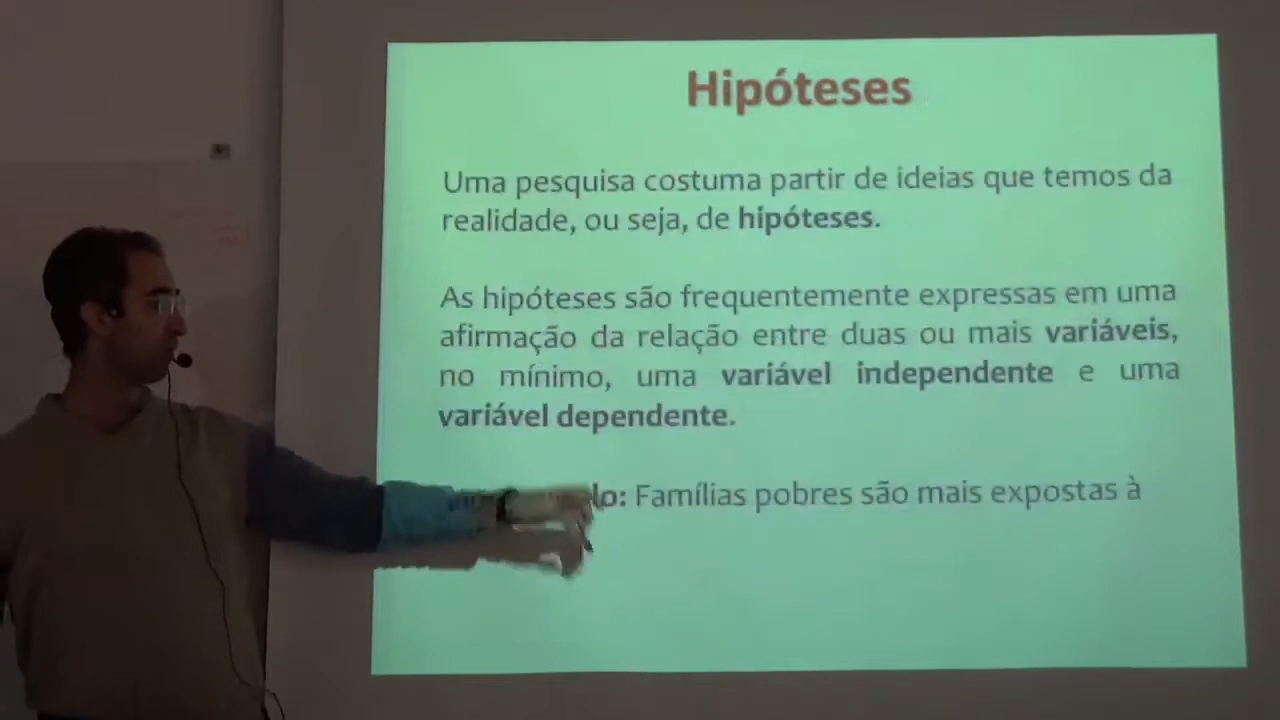 Hipóteses
Uma pesquisa costuma partir de ideias que temos da
realidade, ou seja, de hipóteses.
As hipóteses são frequentemente expressas em uma
afirmação da relação entre duas ou mais variáveis,
no mínimo, uma variável independente e uma
variável dependente.
Famílias pobres são mais expostas à